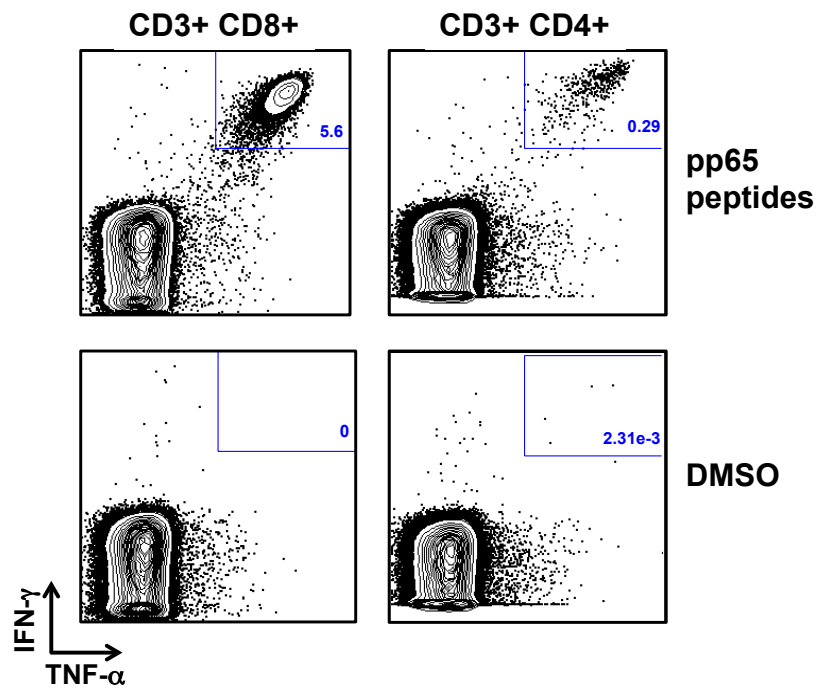 CD3+ CD8+
CD3+ CD4+
5.6
0.29
pp65
peptides
0
2.31e-3
DMSO
IFN-γ
TNF-α